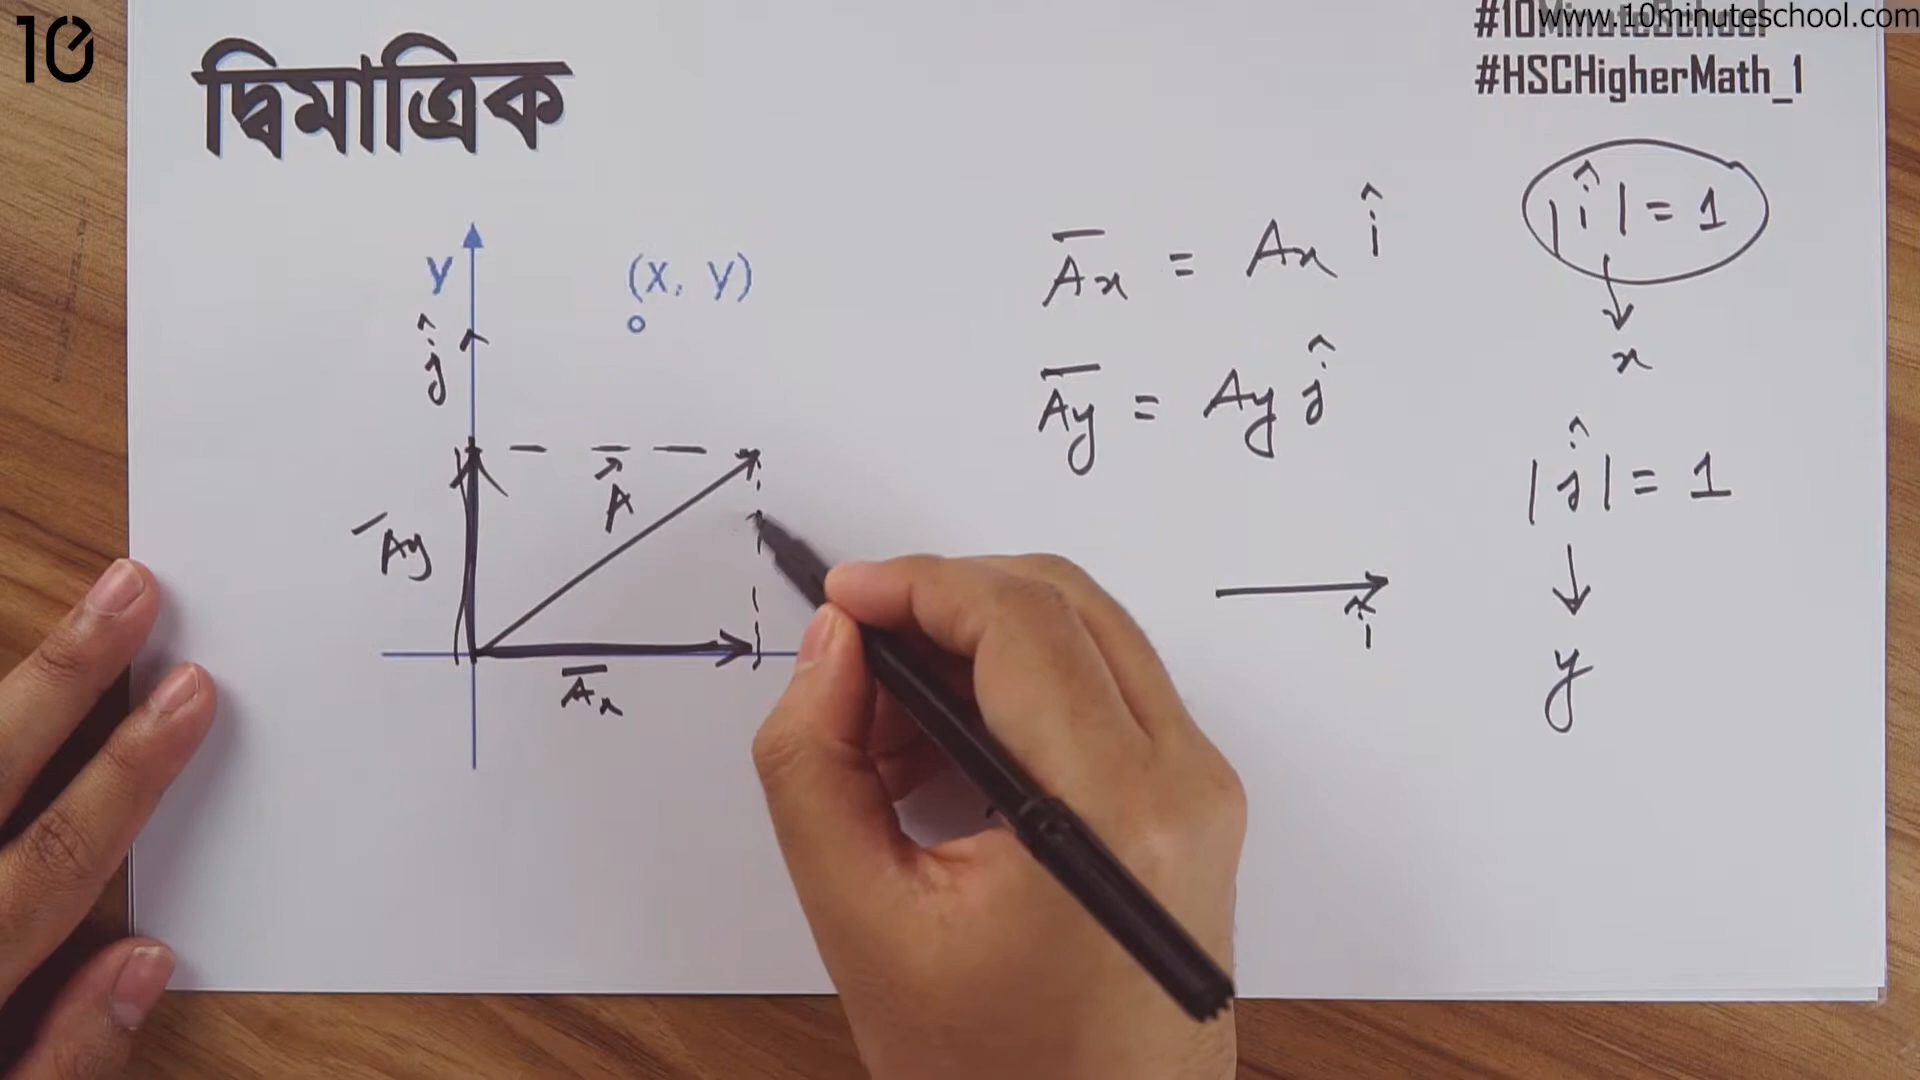 10
www.10minuteschool.com
#10MinuteSchool
#HSCHigherMath_1
দ্বিমাত্রিক
y
(x, y)
ĵ
A⃗
A̅y
A̅x
A̅x = Ax î
A̅y = Ay ĵ
î
|î| = 1
x
|ĵ| = 1
y